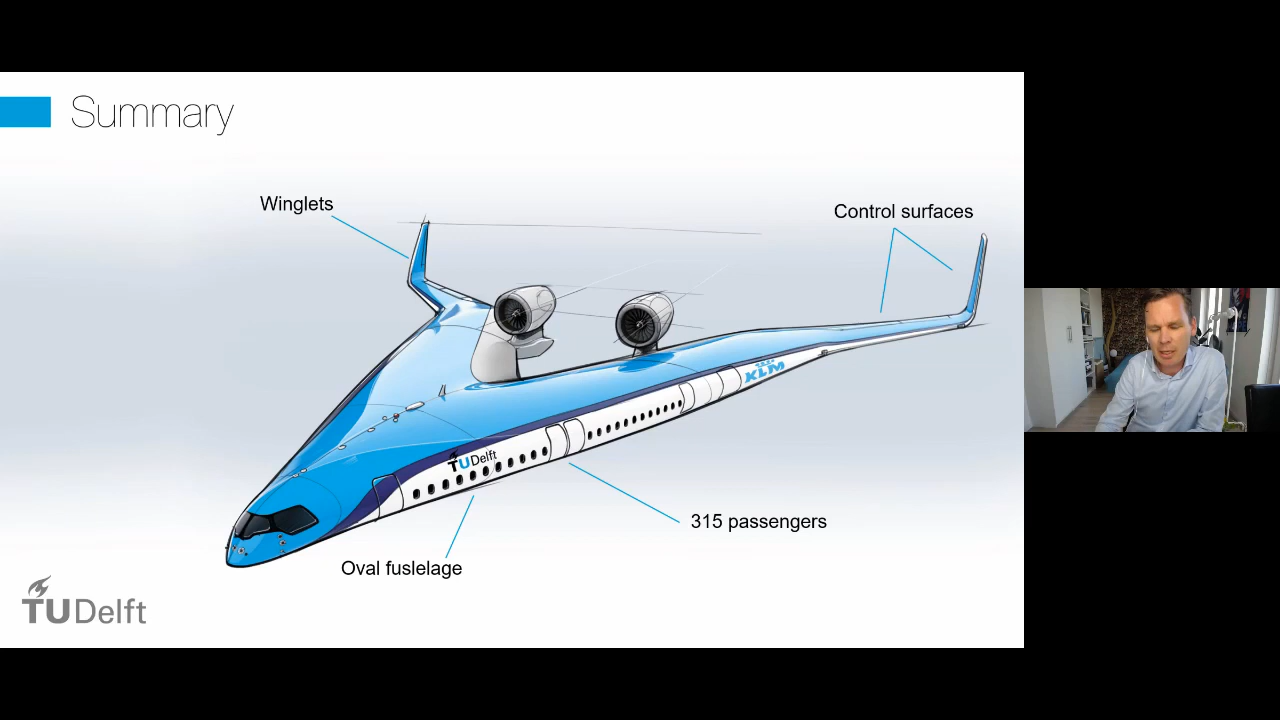 Summary
Winglets
Control surfaces
KLM
TUDelft
315 passengers
Oval fuslelage
TUDelft